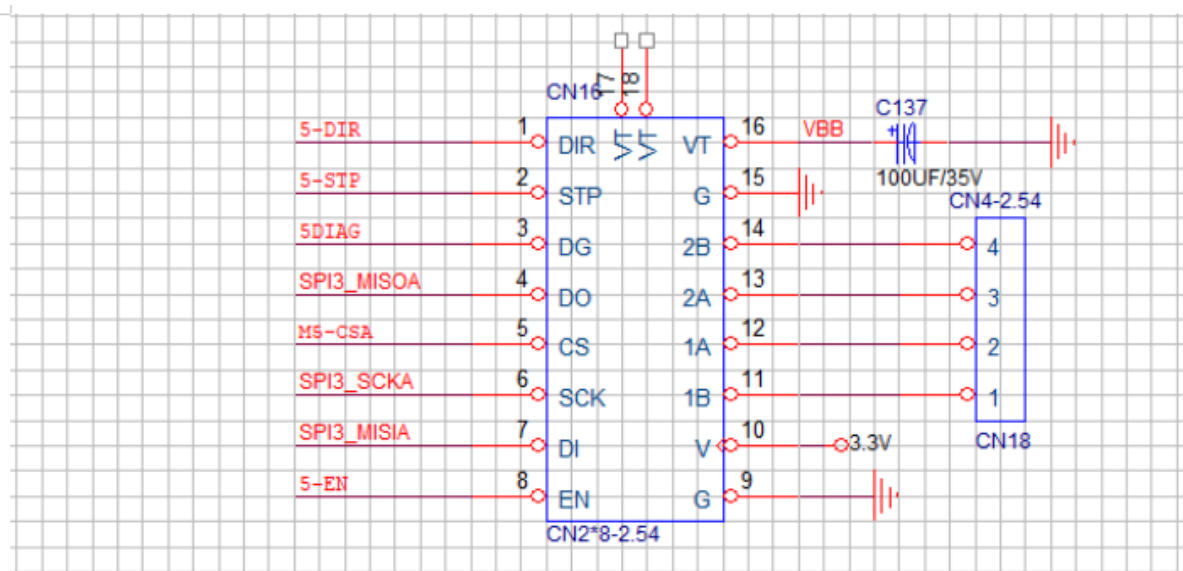 17 18
CN16
5-DIR 1 DIR VT VT VT 16 VBB C137
100UF/35V
5-STP 2 STP G 15
CN4-2.54
5DIAG 3 DG 2B 14 4
SPI3_MISOA 4 DO 2A 13 3
M5-CSA 5 CS 1A 12 2
SPI3_SCKA 6 SCK 1B 11 1
SPI3_MISIA 7 DI V 10 3.3V CN18
5-EN 8 EN G 9
CN2*8-2.54